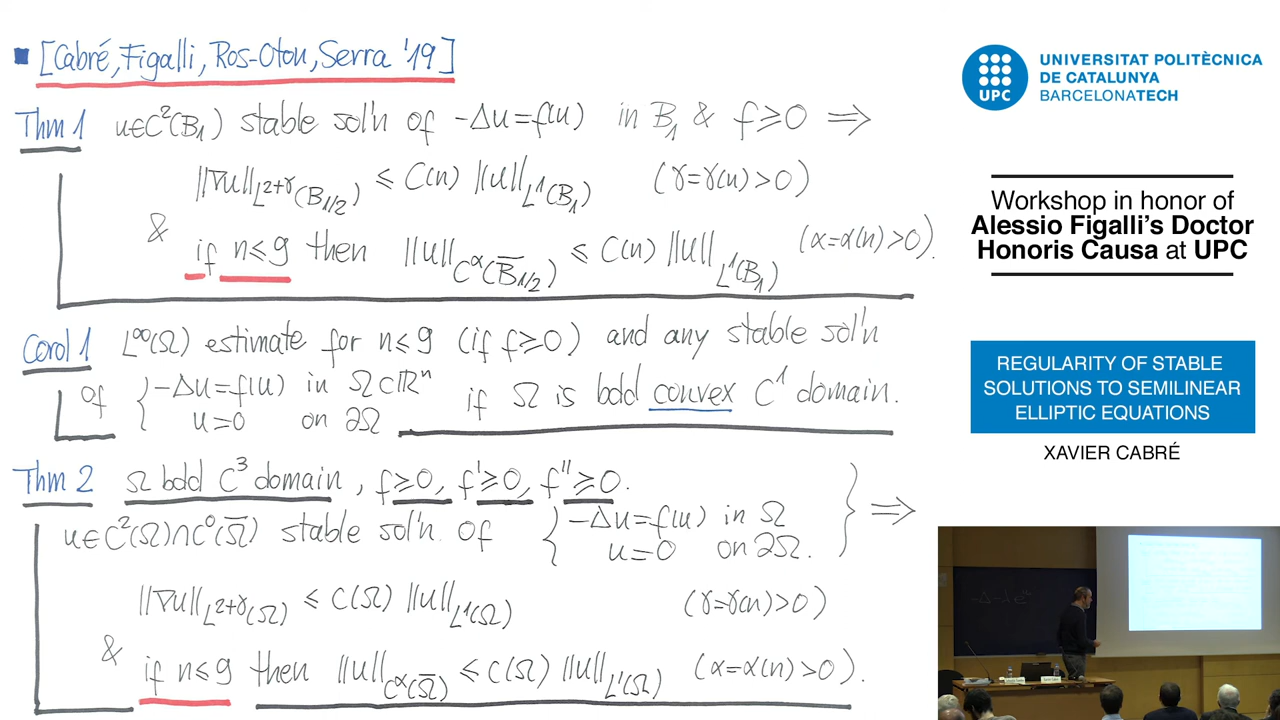 [Cabré, Figalli, Ros-Oton, Serra '19]
Thm 1 u∈C²(B₁) stable sol'n of -Δu=f(u) in B₁ & f≥0 ⇒
||∇u||_{L^{2+γ}(B_{1/2})} ≤ C(n) ||u||_{L¹(B₁)} (γ=γ(n)>0)
& if n≤9 then ||u||_{C^α(B̄_{1/2})} ≤ C(n) ||u||_{L¹(B₁)} (α=α(n)>0).
Corol 1 L^∞(Ω) estimate for n≤9 (if f≥0) and any stable sol'n
of { -Δu=f(u) in Ω⊂ℝⁿ if Ω is bdd convex C¹ domain.
u=0 on ∂Ω
Thm 2 Ω bdd C³ domain, f≥0, f'≥0, f''≥0.
u∈C²(Ω)∩C⁰(Ω̄) stable sol'n of { -Δu=f(u) in Ω } ⇒
u=0 on ∂Ω.
||∇u||_{L^{2+γ}(Ω)} ≤ C(Ω) ||u||_{L¹(Ω)} (γ=γ(n)>0)
& if n≤9 then ||u||_{C^α(Ω̄)} ≤ C(Ω) ||u||_{L¹(Ω)} (α=α(n)>0).
UPC
UNIVERSITAT POLITÈCNICA
DE CATALUNYA
BARCELONATECH
Workshop in honor of
Alessio Figalli's Doctor
Honoris Causa at UPC
REGULARITY OF STABLE
SOLUTIONS TO SEMILINEAR
ELLIPTIC EQUATIONS
XAVIER CABRÉ